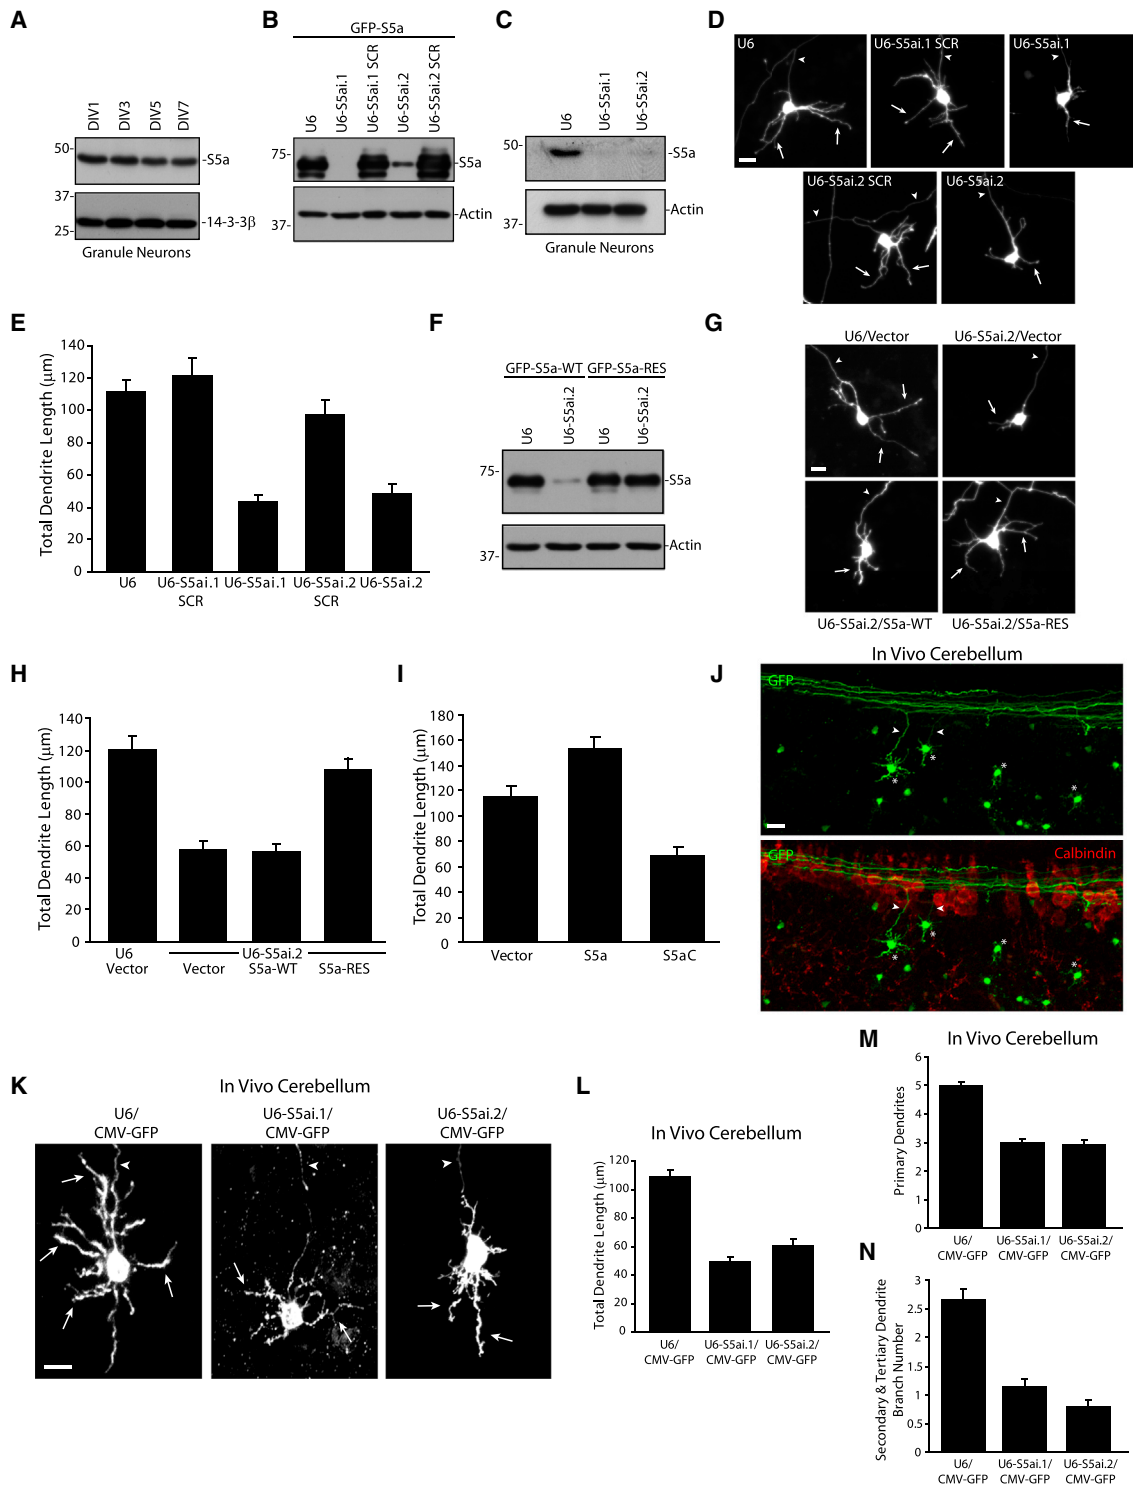 A
DIV1
DIV3
DIV5
DIV7
50-
-S5a
37-
25-
-14-3-3β
Granule Neurons
B
GFP-S5a
U6
U6-S5ai.1
U6-S5ai.1 SCR
U6-S5ai.2
U6-S5ai.2 SCR
75-
-S5a
37-
-Actin
C
U6
U6-S5ai.1
U6-S5ai.2
50-
-S5a
37-
-Actin
Granule Neurons
D
U6
U6-S5ai.1 SCR
U6-S5ai.1
U6-S5ai.2 SCR
U6-S5ai.2
E
Total Dendrite Length (μm)
140
120
100
80
60
40
20
0
U6
U6-S5ai.1
SCR
U6-S5ai.1
U6-S5ai.2
SCR
U6-S5ai.2
F
GFP-S5a-WT
GFP-S5a-RES
U6
U6-S5ai.2
U6
U6-S5ai.2
75-
-S5a
37-
-Actin
G
U6/Vector
U6-S5ai.2/Vector
U6-S5ai.2/S5a-WT
U6-S5ai.2/S5a-RES
H
Total Dendrite Length (μm)
140
120
100
80
60
40
20
0
U6
Vector
U6-S5ai.2
Vector
S5a-WT
S5a-RES
I
Total Dendrite Length (μm)
180
160
140
120
100
80
60
40
20
0
Vector
S5a
S5aC
J
In Vivo Cerebellum
GFP
*
*
*
*
GFP
Calbindin
*
*
*
*
K
In Vivo Cerebellum
U6/
CMV-GFP
U6-S5ai.1/
CMV-GFP
U6-S5ai.2/
CMV-GFP
L
In Vivo Cerebellum
Total Dendrite Length (μm)
120
100
80
60
40
20
0
U6/
CMV-GFP
U6-S5ai.1/
CMV-GFP
U6-S5ai.2/
CMV-GFP
M
In Vivo Cerebellum
Primary Dendrites
6
5
4
3
2
1
0
U6/
CMV-GFP
U6-S5ai.1/
CMV-GFP
U6-S5ai.2/
CMV-GFP
N
Secondary & Tertiary Dendrite
Branch Number
3
2.5
2
1.5
1
0.5
0
U6/
CMV-GFP
U6-S5ai.1/
CMV-GFP
U6-S5ai.2/
CMV-GFP